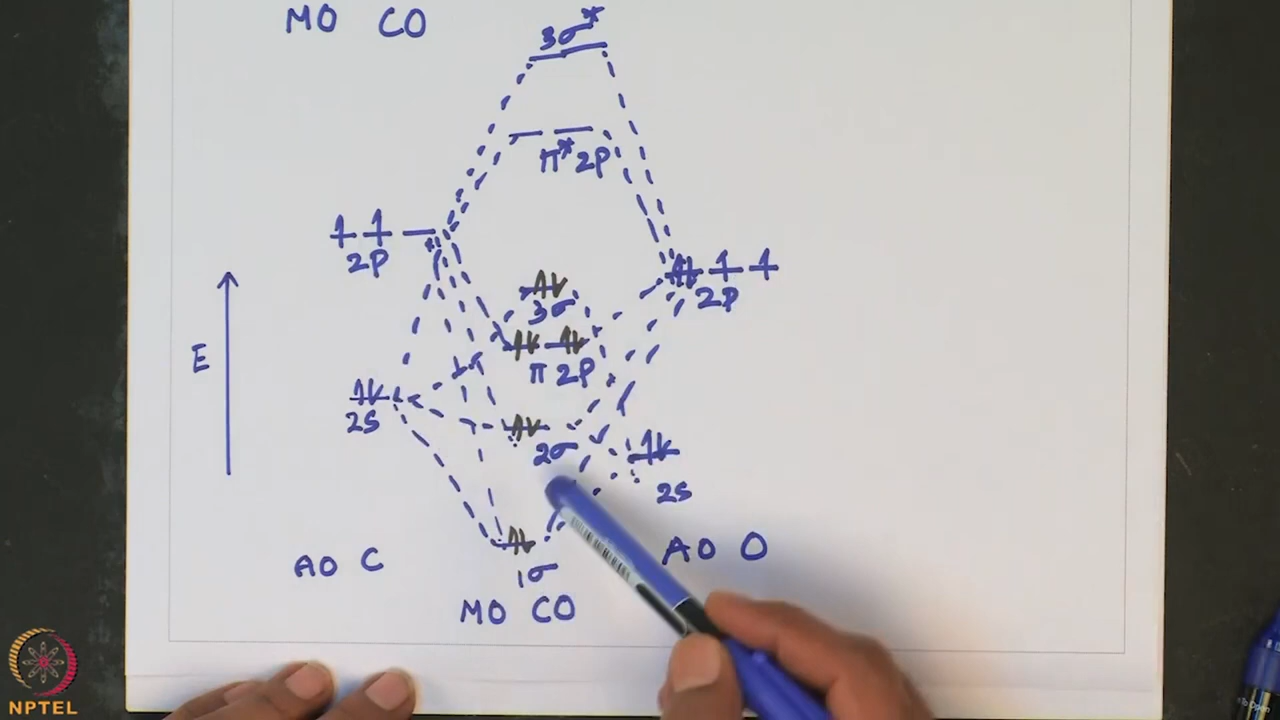 MO CO
3σ*
π*2p
2p
2p
3σ
E
π 2p
2s
2σ
2s
AO C
AO O
1σ
MO CO
NPTEL